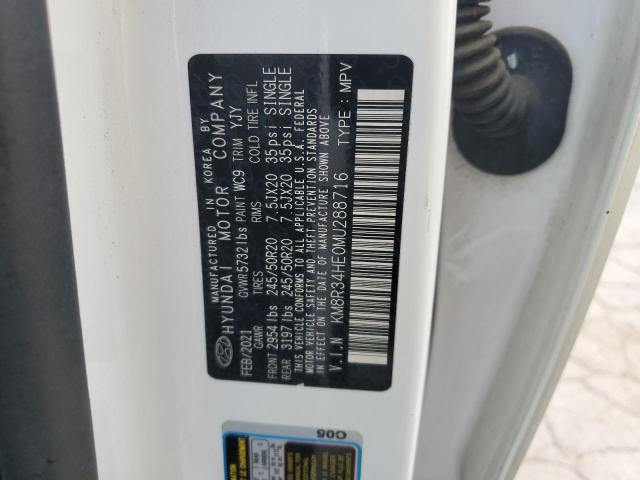 MANUFACTURED IN KOREA BY
HYUNDAI MOTOR COMPANY
FEB/2021 GVWR 5732 lbs PAINT WC9 TRIM YJY
GAWR TIRES RIMS COLD TIRE INFL
FRONT 2954 lbs 245/50R20 7.5JX20 35psi SINGLE
REAR 3197 lbs 245/50R20 7.5JX20 35psi SINGLE
THIS VEHICLE CONFORMS TO ALL APPLICABLE U.S.A. FEDERAL
MOTOR VEHICLE SAFETY AND THEFT PREVENTION STANDARDS
IN EFFECT ON THE DATE OF MANUFACTURE SHOWN ABOVE
V.I.N KM8R34HE0MU288716 TYPE: MPV
C05